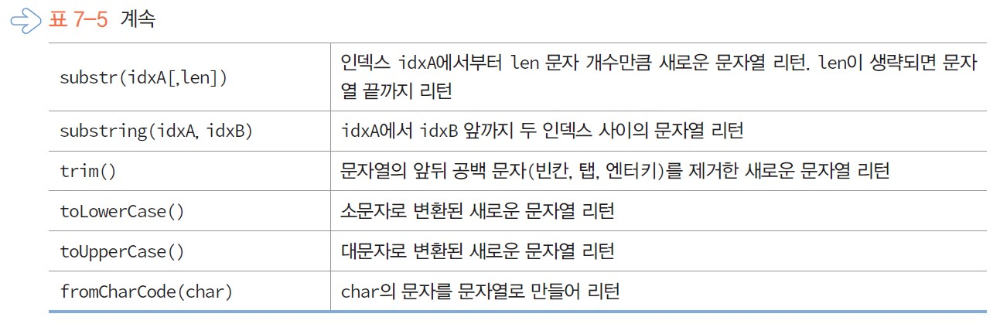 표 7-5 계속
substr(idxA[,len])
인덱스 idxA에서부터 len 문자 개수만큼 새로운 문자열 리턴. len이 생략되면 문자
열 끝까지 리턴
substring(idxA, idxB)
idxA에서 idxB 앞까지 두 인덱스 사이의 문자열 리턴
trim()
문자열의 앞뒤 공백 문자(빈칸, 탭, 엔터키)를 제거한 새로운 문자열 리턴
toLowerCase()
소문자로 변환된 새로운 문자열 리턴
toUpperCase()
대문자로 변환된 새로운 문자열 리턴
fromCharCode(char)
char의 문자를 문자열로 만들어 리턴